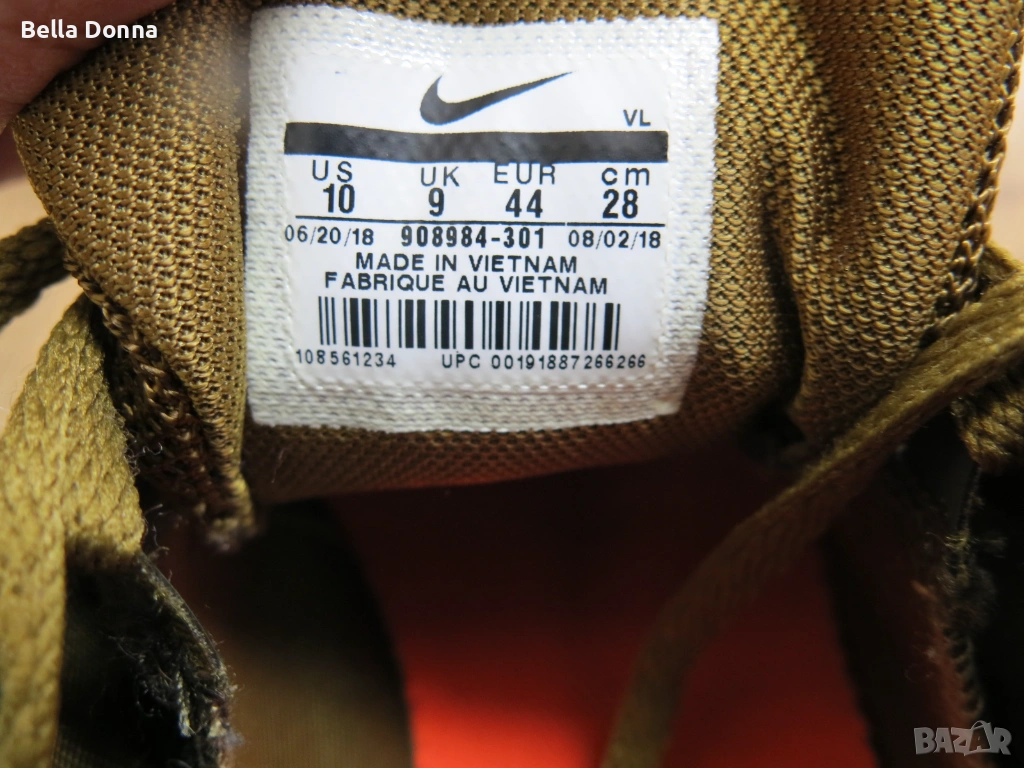 Bella Donna
VL
US UK EUR cm
10 9 44 28
06/20/18 908984-301 08/02/18
MADE IN VIETNAM
FABRIQUE AU VIETNAM
108561234 UPC 00191887266266
BAZAR